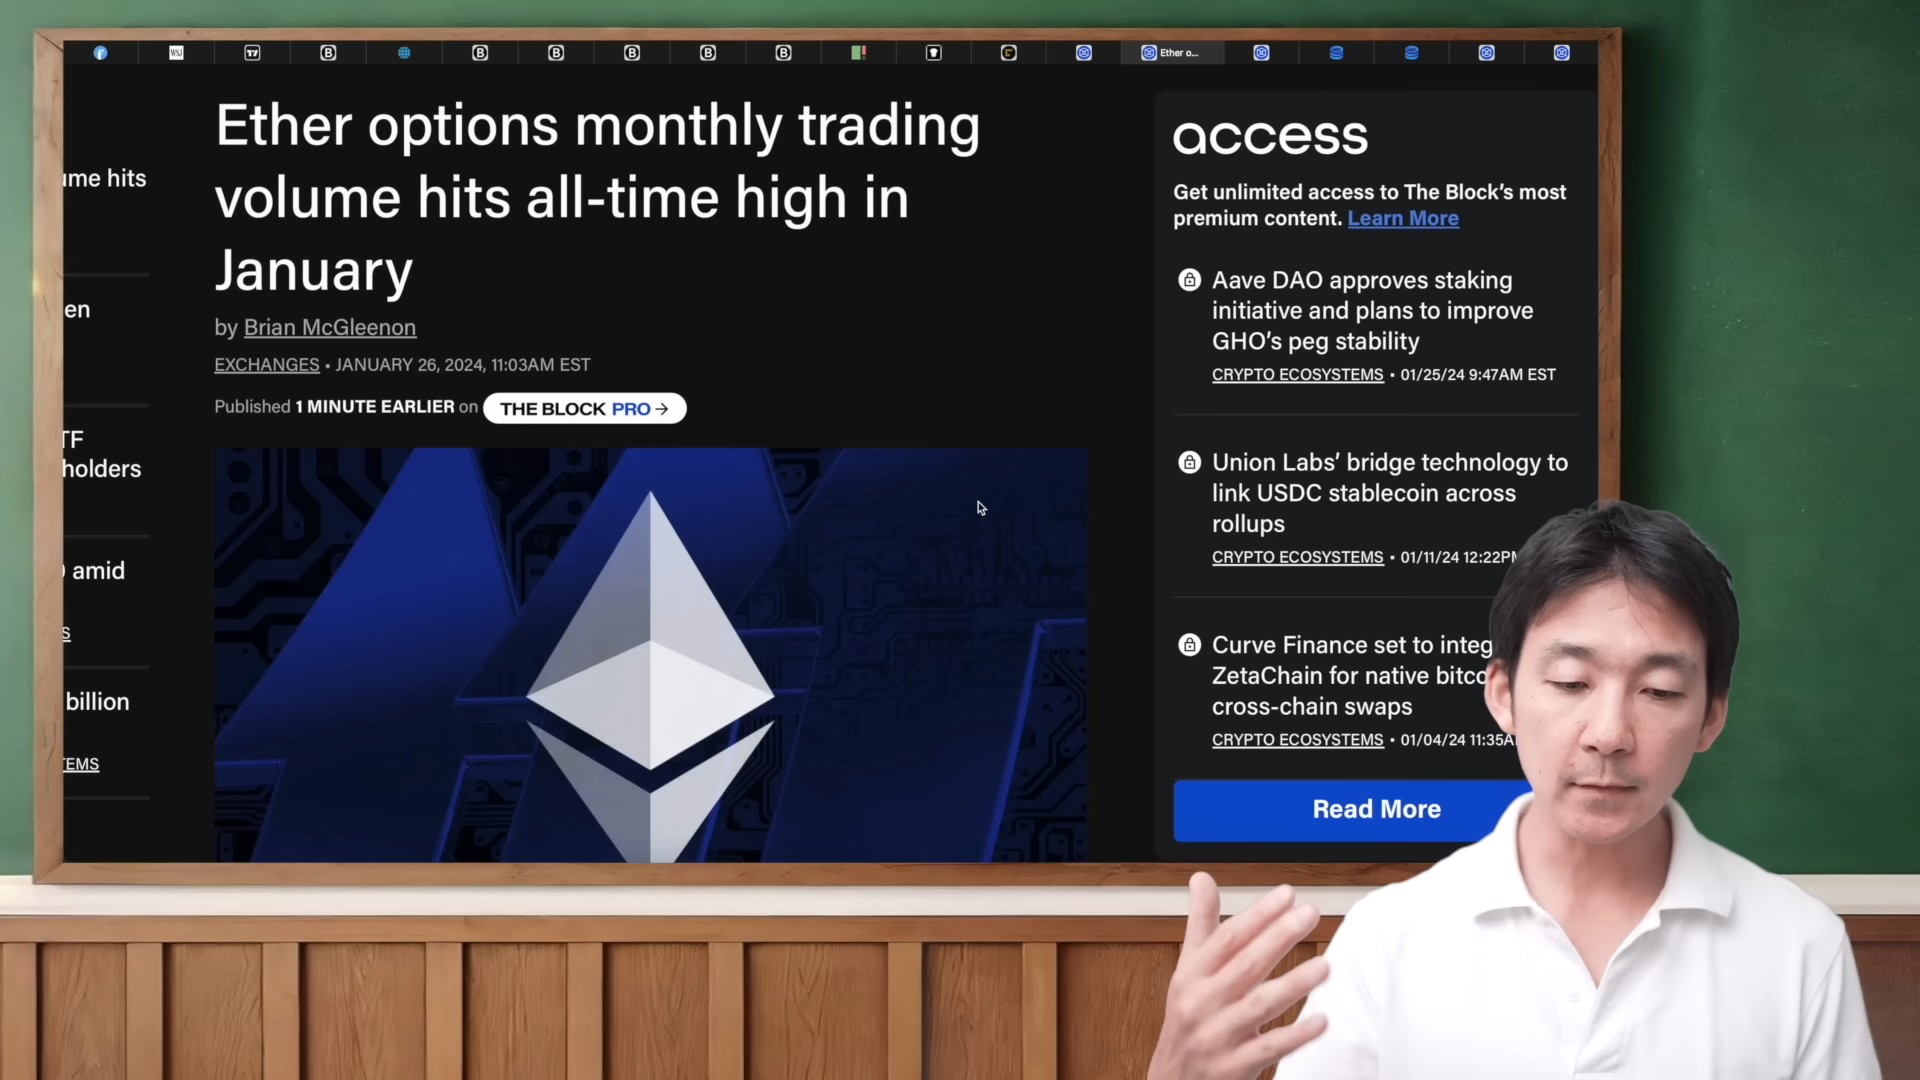 WSJ
Ether o...
ume hits
en
TF
holders
amid
S
billion
EMS
Ether options monthly trading
volume hits all-time high in
January
by Brian McGleenon
EXCHANGES • JANUARY 26, 2024, 11:03AM EST
Published 1 MINUTE EARLIER on THE BLOCK PRO →
access
Get unlimited access to The Block's most
premium content. Learn More
Aave DAO approves staking
initiative and plans to improve
GHO's peg stability
CRYPTO ECOSYSTEMS • 01/25/24 9:47AM EST
Union Labs' bridge technology to
link USDC stablecoin across
rollups
CRYPTO ECOSYSTEMS • 01/11/24 12:22P
Curve Finance set to integ
ZetaChain for native bitco
cross-chain swaps
CRYPTO ECOSYSTEMS • 01/04/24 11:35A
Read More